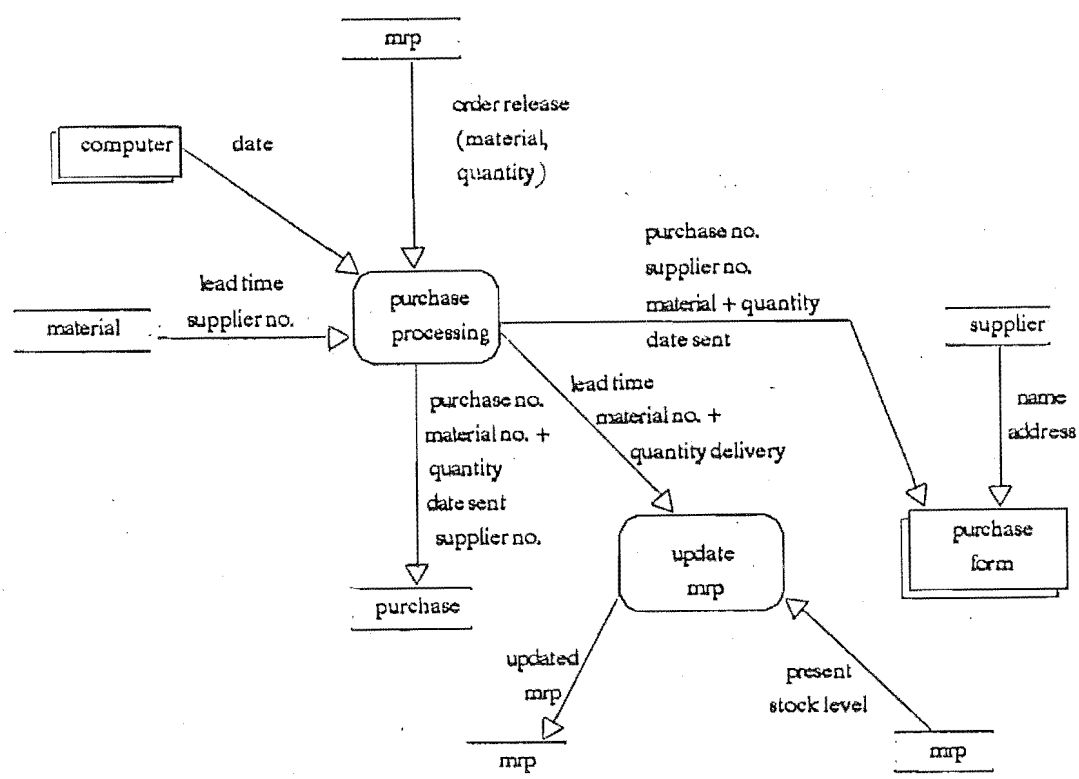 mrp
order release
(material,
quantity)
computer
date
purchase no.
supplier no.
material + quantity
date sent
lead time
supplier no.
material
purchase
processing
supplier
name
address
lead time
material no. +
quantity delivery
purchase no.
material no. +
quantity
date sent
supplier no.
purchase
form
update
mrp
purchase
updated
mrp
present
stock level
mrp
mrp